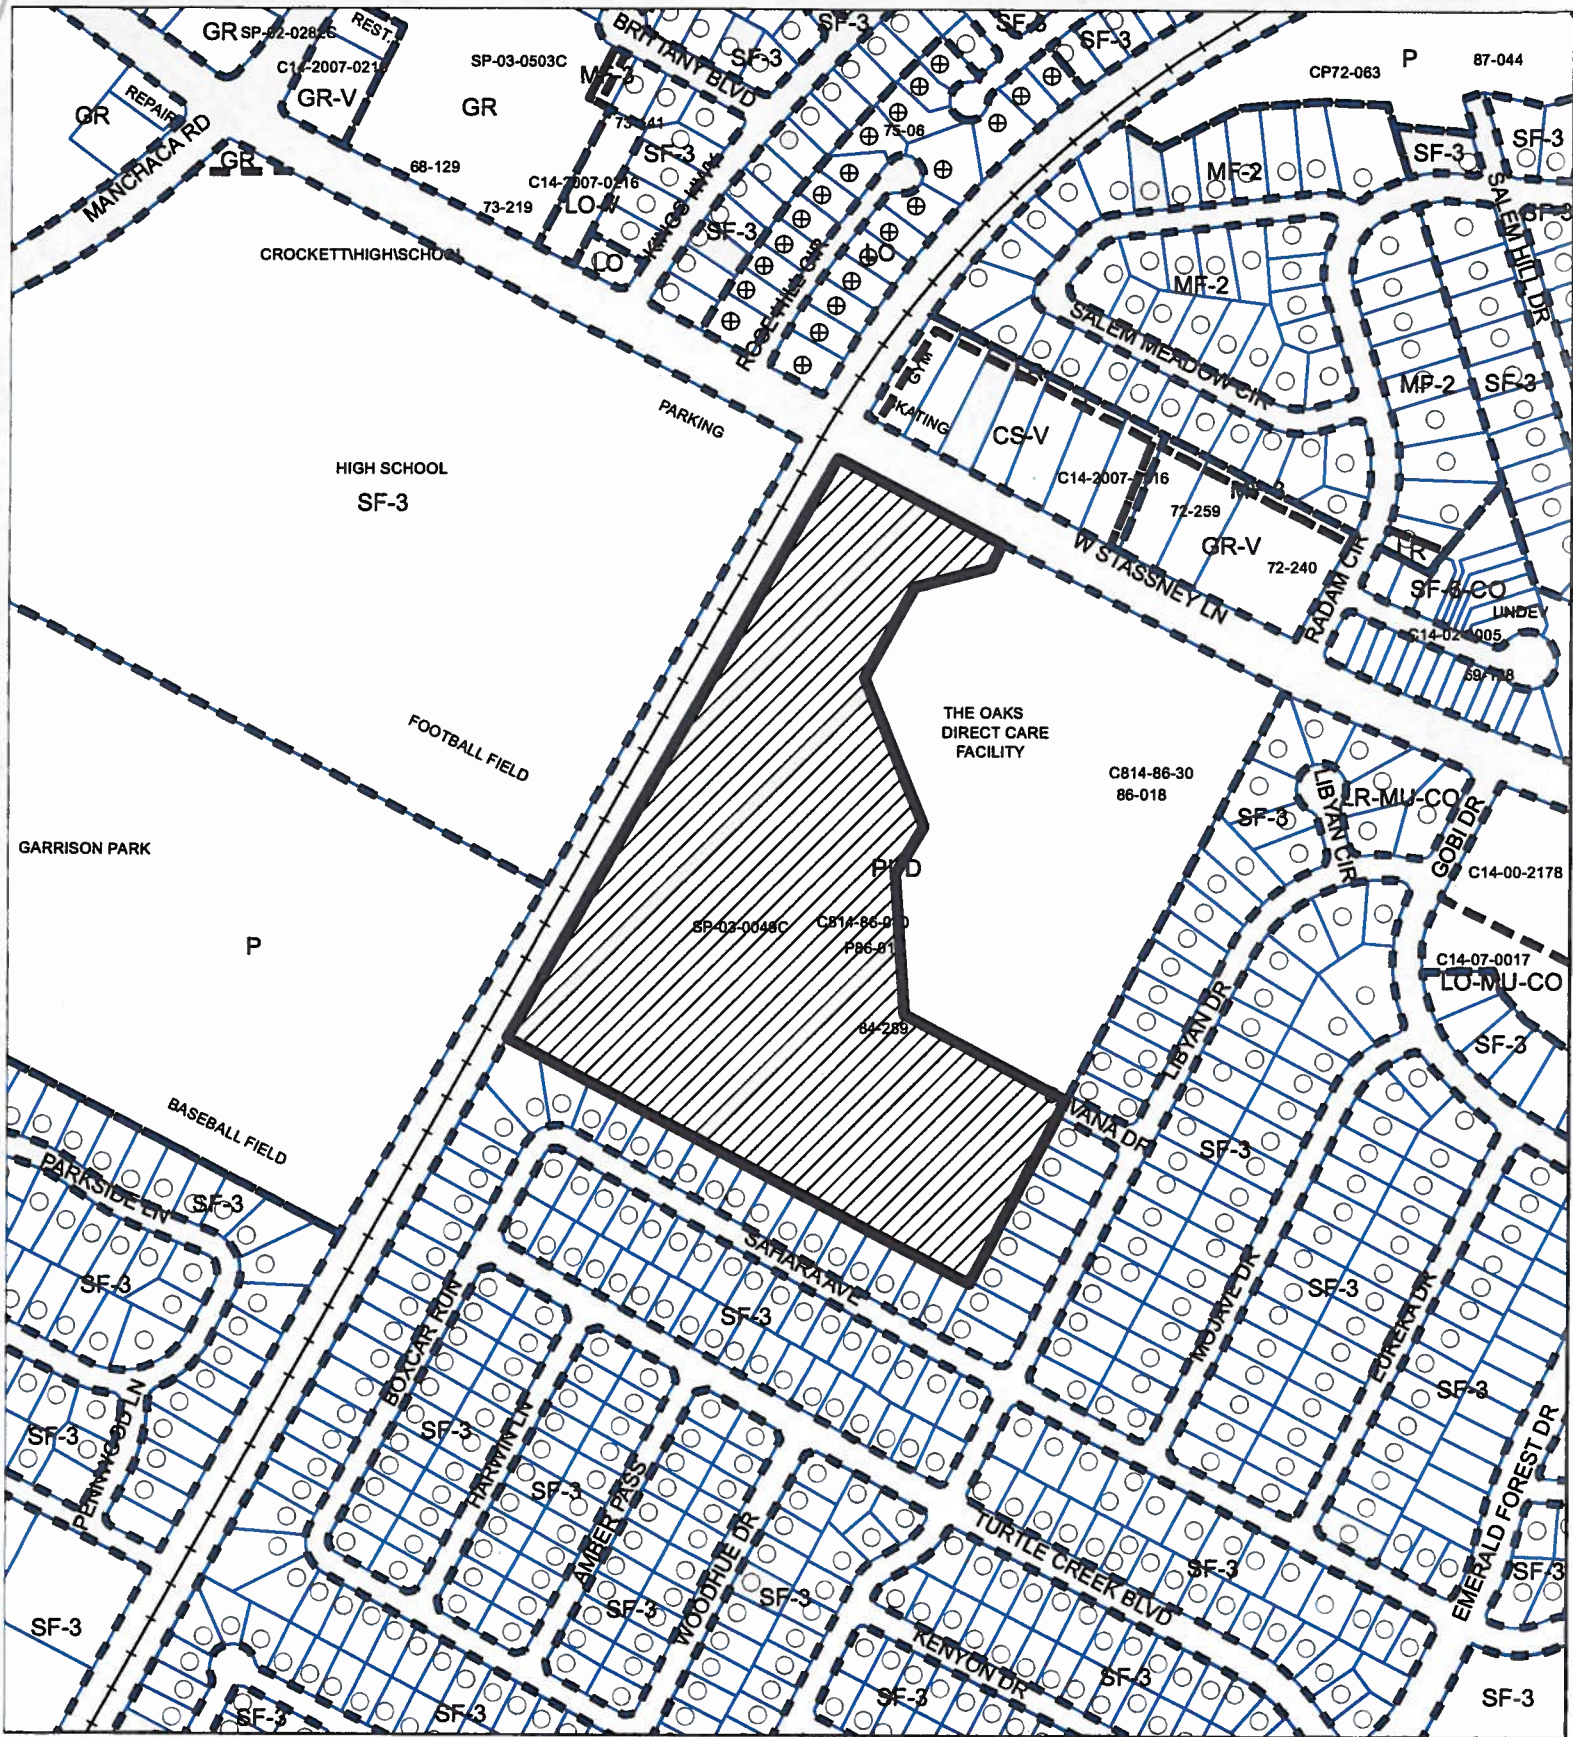 GR
SP-02-0282C
REST.
BRITTANY BLVD
SF-3
SF-3
SF-3
SF-3
C14-2007-021
SP-03-0503C
MF-3
CP72-063
P
87-044
GR
REPAIR
GR-V
GR
75-06
SF-3
SF-3
SF-3
MANCHACA RD
GR
68-129
C14-2007-0216
MF-2
SALEM HILL DR
73-219
LO-V
KINGS HWY
SF-3
SF-3
CROCKETT\HIGH\SCHOOL
LO
LO
ROSE HILL CIR
MF-2
SALEM MEADOW CIR
GYM
SKATING
MF-2
SF-3
PARKING
CS-V
HIGH SCHOOL
SF-3
C14-2007-0216
72-259
GR-V
72-240
W STASSNEY LN
RADAM CIR
LR
SF-6-CO
UNDEV
FOOTBALL FIELD
THE OAKS
DIRECT CARE
FACILITY
C814-86-30
86-018
SF-3
LIBYAN CIR
LR-MU-CO
GOBI DR
C14-00-2178
GARRISON PARK
P
PUD
SP-03-0048C
84-289
C14-07-0017
LO-MU-CO
LIBYAN DR
SF-3
BASEBALL FIELD
IVANA DR
SF-3
PARKSIDE LN
SF-3
SAHARA AVE
SF-3
SF-3
SF-3
BOXCAR RUN
MOJAVE DR
EUREKA DR
SF-3
SF-3
PENNWOOD LN
SF-3
HARWIN LN
SF-3
AMBER PASS
WOODHUE DR
EMERALD FOREST DR
TURTLE CREEK BLVD
SF-3
SF-3
SF-3
SF-3
SF-3
KENYON DR
SF-3
SF-3
SF-3
SF-3
SF-3